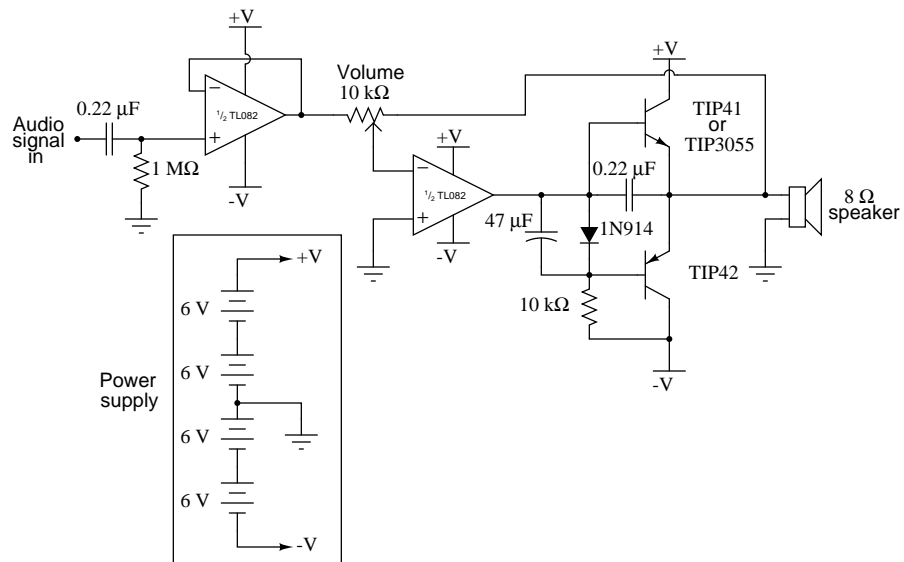 +V
Volume
10 kΩ
+V
0.22 µF
½ TL082
TIP41
or
TIP3055
Audio
signal
in
−
+
1 MΩ
+V
-V
−
0.22 µF
½ TL082
+
8 Ω
speaker
47 µF
1N914
-V
TIP42
+V
10 kΩ
6 V
6 V
-V
Power
supply
6 V
6 V
-V